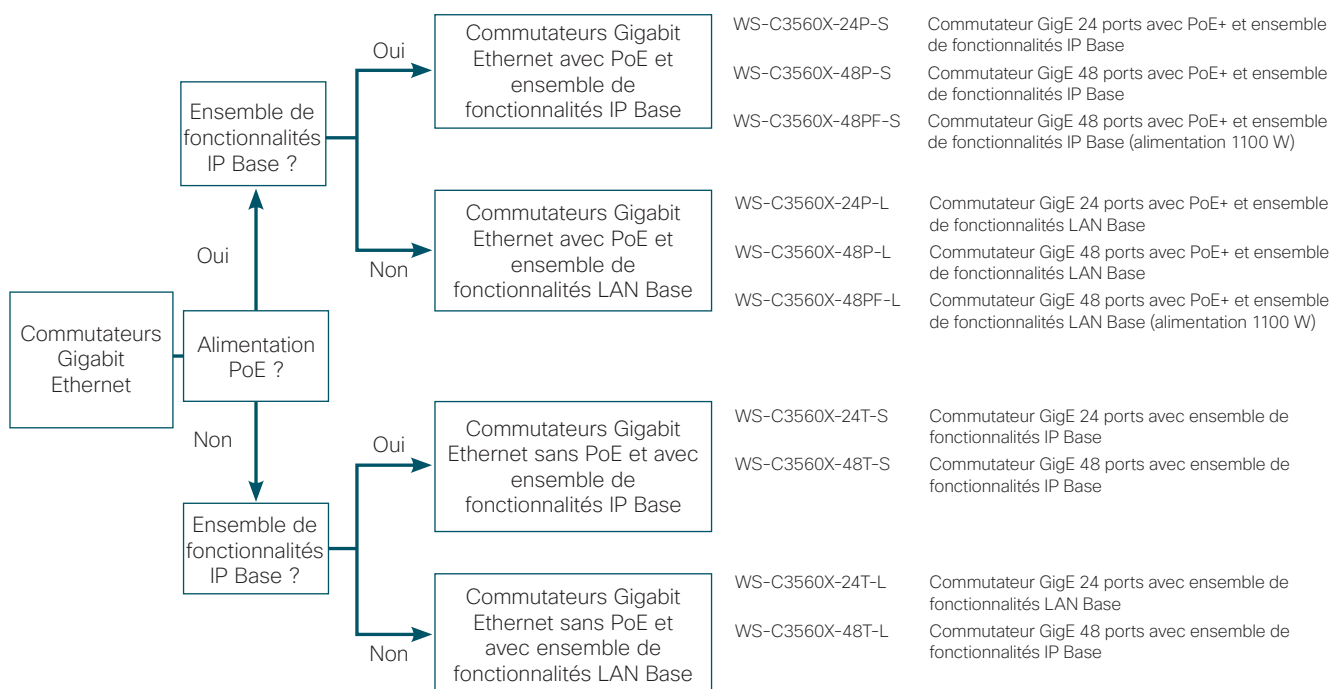 Commutateurs
Gigabit
Ethernet
Alimentation
PoE ?
Oui
Non
Ensemble de
fonctionnalités
IP Base ?
Oui
Non
Commutateurs Gigabit
Ethernet avec PoE et
ensemble de
fonctionnalités IP Base
WS-C3560X-24P-S Commutateur GigE 24 ports avec PoE+ et ensemble
de fonctionnalités IP Base
WS-C3560X-48P-S Commutateur GigE 48 ports avec PoE+ et ensemble
de fonctionnalités IP Base
WS-C3560X-48PF-S Commutateur GigE 48 ports avec PoE+ et ensemble
de fonctionnalités IP Base (alimentation 1100 W)
Commutateurs Gigabit
Ethernet avec PoE et
ensemble de
fonctionnalités LAN Base
WS-C3560X-24P-L Commutateur GigE 24 ports avec PoE+ et ensemble
de fonctionnalités LAN Base
WS-C3560X-48P-L Commutateur GigE 48 ports avec PoE+ et ensemble
de fonctionnalités LAN Base
WS-C3560X-48PF-L Commutateur GigE 48 ports avec PoE+ et ensemble
de fonctionnalités LAN Base (alimentation 1100 W)
Ensemble de
fonctionnalités
IP Base ?
Oui
Non
Commutateurs Gigabit
Ethernet sans PoE et avec
ensemble de
fonctionnalités IP Base
WS-C3560X-24T-S Commutateur GigE 24 ports avec ensemble de
fonctionnalités IP Base
WS-C3560X-48T-S Commutateur GigE 48 ports avec ensemble de
fonctionnalités IP Base
Commutateurs Gigabit
Ethernet sans PoE et
avec ensemble de
fonctionnalités LAN Base
WS-C3560X-24T-L Commutateur GigE 24 ports avec ensemble de
fonctionnalités LAN Base
WS-C3560X-48T-L Commutateur GigE 48 ports avec ensemble de
fonctionnalités IP Base